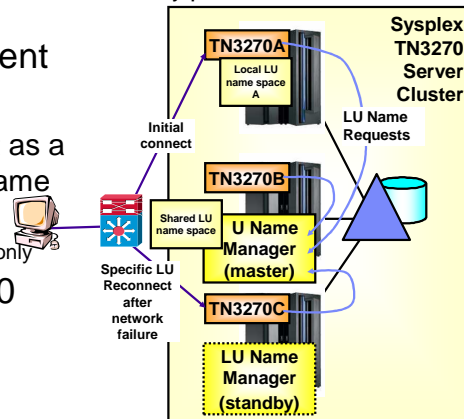 Sysplex
TN3270
Server
Cluster
TN3270A
Local LU
name space
A
LU Name
Requests
ent
Initial
connect
as a
ame
TN3270B
Shared LU
name space
U Name
Manager
(master)
only
Specific LU
Reconnect
after
network
failure
0
TN3270C
LU Name
Manager
(standby)